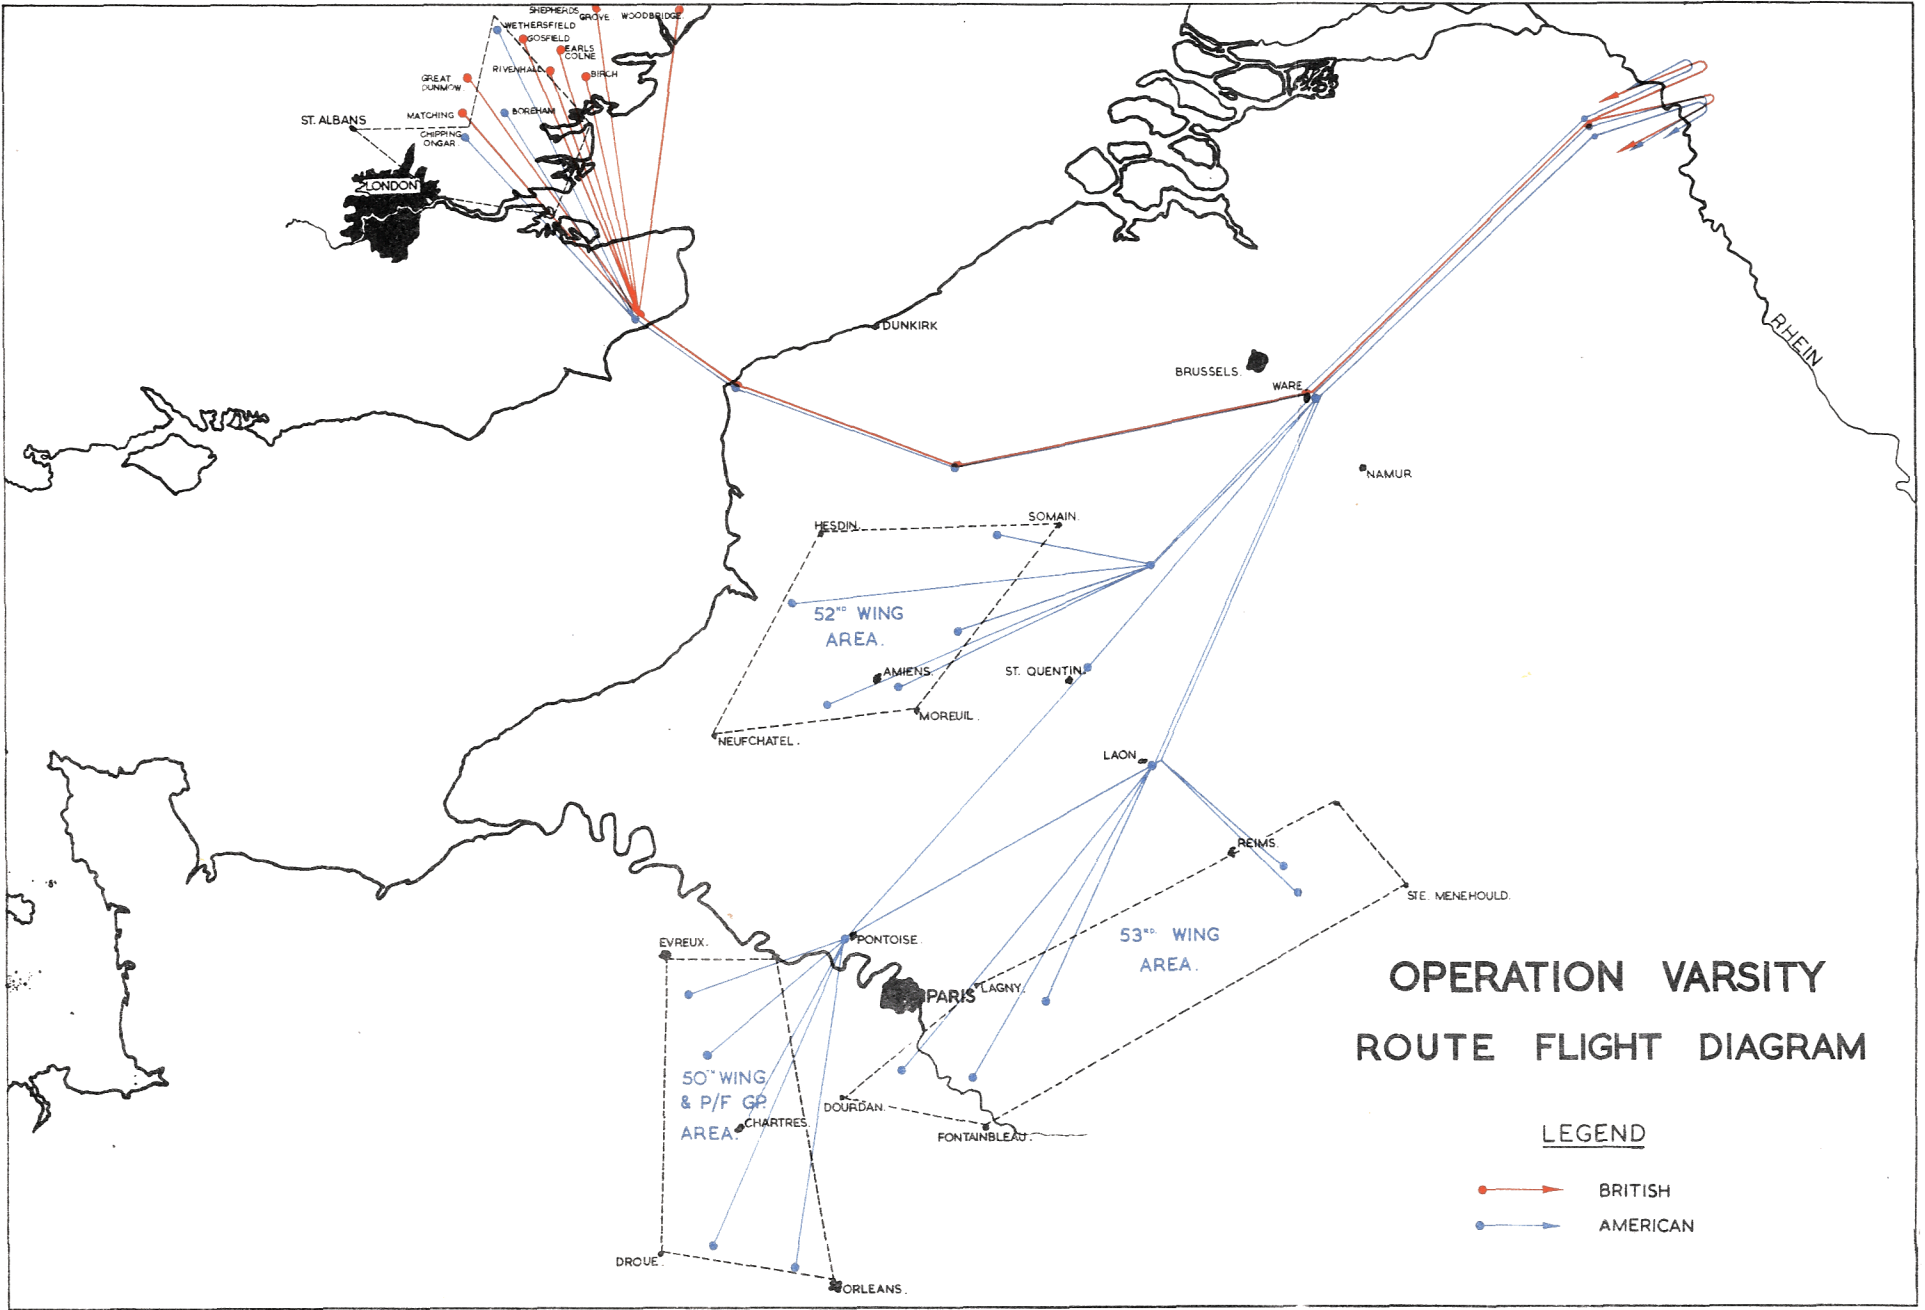 SHEPHERDS
GROVE
WOODBRIDGE.
WETHERSFIELD
GOSFIELD
EARLS
COLNE
RIVENHALL
BIRCH
GREAT
DUNMOW.
MATCHING
BOREHAM
ST. ALBANS
CHIPPING
ONGAR.
LONDON
DUNKIRK
RHEIN
BRUSSELS.
WARE.
NAMUR
HESDIN.
SOMAIN.
52ND WING
AREA.
AMIENS.
ST. QUENTIN.
MOREUIL.
NEUFCHATEL.
LAON
REIMS.
STE. MENEHOULD.
EVREUX.
PONTOISE.
53RD. WING
AREA.
PARIS
LAGNY.
50TH WING
& P/F GP.
AREA.
CHARTRES.
DOURDAN.
FONTAINBLEAU.
DROUE.
ORLEANS.
OPERATION VARSITY
ROUTE FLIGHT DIAGRAM
LEGEND
BRITISH
AMERICAN